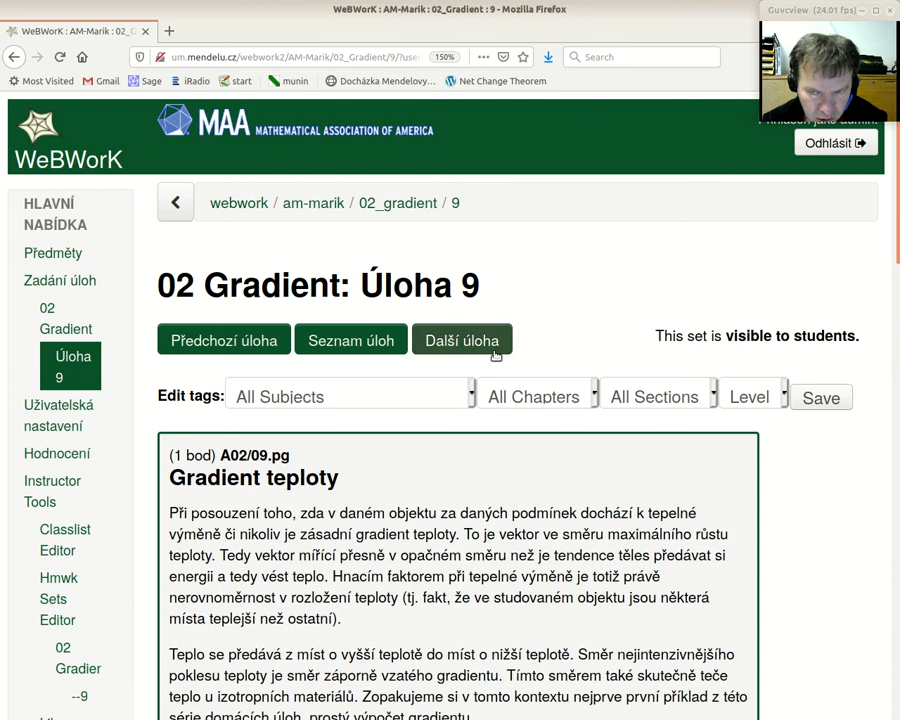 WeBWorK : AM-Marik : 02_Gradient : 9 - Mozilla Firefox
Guvcview (24.01 fps)
WeBWorK : AM-Marik : 02_G
um.mendelu.cz/webwork2/AM-Marik/02_Gradient/9/?user
150%
Search
Most Visited
Gmail
Sage
iRadio
start
munin
Docházka Mendelovy...
Net Change Theorem
WeBWorK
MAA MATHEMATICAL ASSOCIATION OF AMERICA
Odhlásit
HLAVNÍ
NABÍDKA
Předměty
Zadání úloh
02
Gradient
Úloha
9
Uživatelská
nastavení
Hodnocení
Instructor
Tools
Classlist
Editor
Hmwk
Sets
Editor
02
Gradier
--9
webwork / am-marik / 02_gradient / 9
02 Gradient: Úloha 9
Předchozí úloha
Seznam úloh
Další úloha
This set is visible to students.
Edit tags:
All Subjects
All Chapters
All Sections
Level
Save
(1 bod) A02/09.pg
Gradient teploty
Při posouzení toho, zda v daném objektu za daných podmínek dochází k tepelné
výměně či nikoliv je zásadní gradient teploty. To je vektor ve směru maximálního růstu
teploty. Tedy vektor mířící přesně v opačném směru než je tendence těles předávat si
energii a tedy vést teplo. Hnacím faktorem při tepelné výměně je totiž právě
nerovnoměrnost v rozložení teploty (tj. fakt, že ve studovaném objektu jsou některá
místa teplejší než ostatní).
Teplo se předává z míst o vyšší teplotě do míst o nižší teplotě. Směr nejintenzivnějšího
poklesu teploty je směr záporně vzatého gradientu. Tímto směrem také skutečně teče
teplo u izotropních materiálů. Zopakujeme si v tomto kontextu nejprve první příklad z této
série domácích úloh, prostý výpočet gradientu.